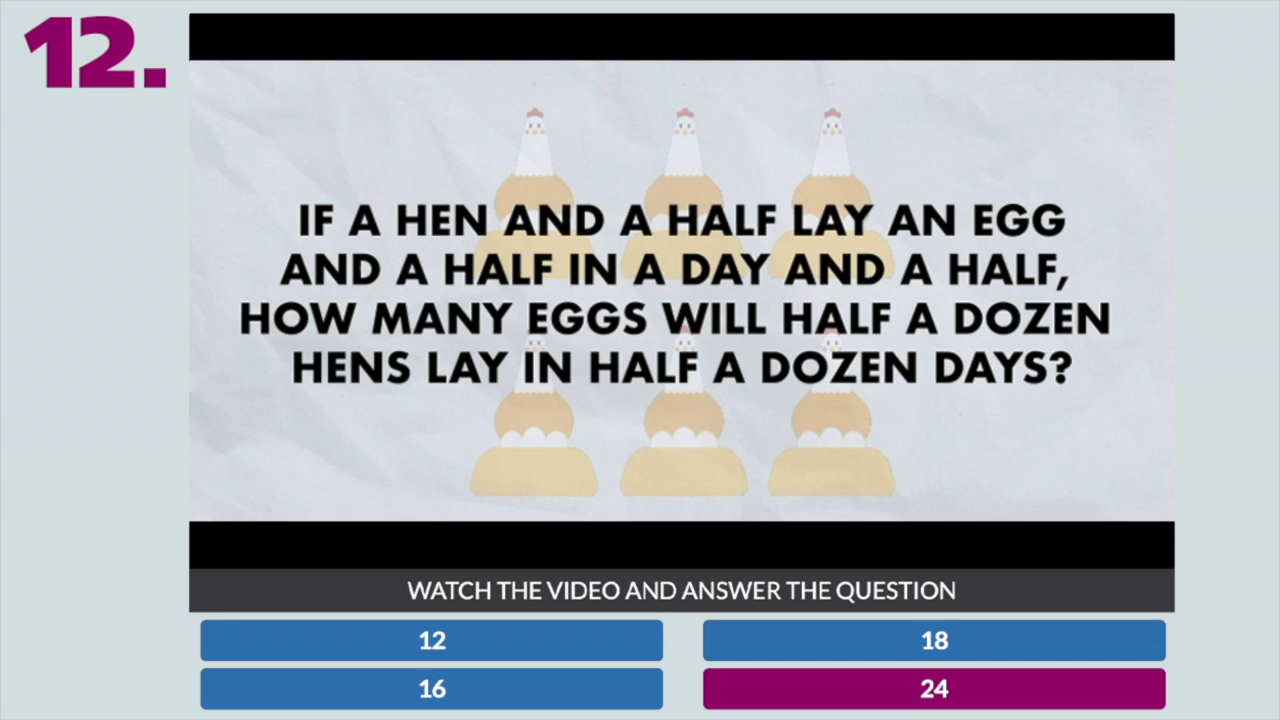 12.
IF A HEN AND A HALF LAY AN EGG
AND A HALF IN A DAY AND A HALF,
HOW MANY EGGS WILL HALF A DOZEN
HENS LAY IN HALF A DOZEN DAYS?
WATCH THE VIDEO AND ANSWER THE QUESTION
12
18
16
24